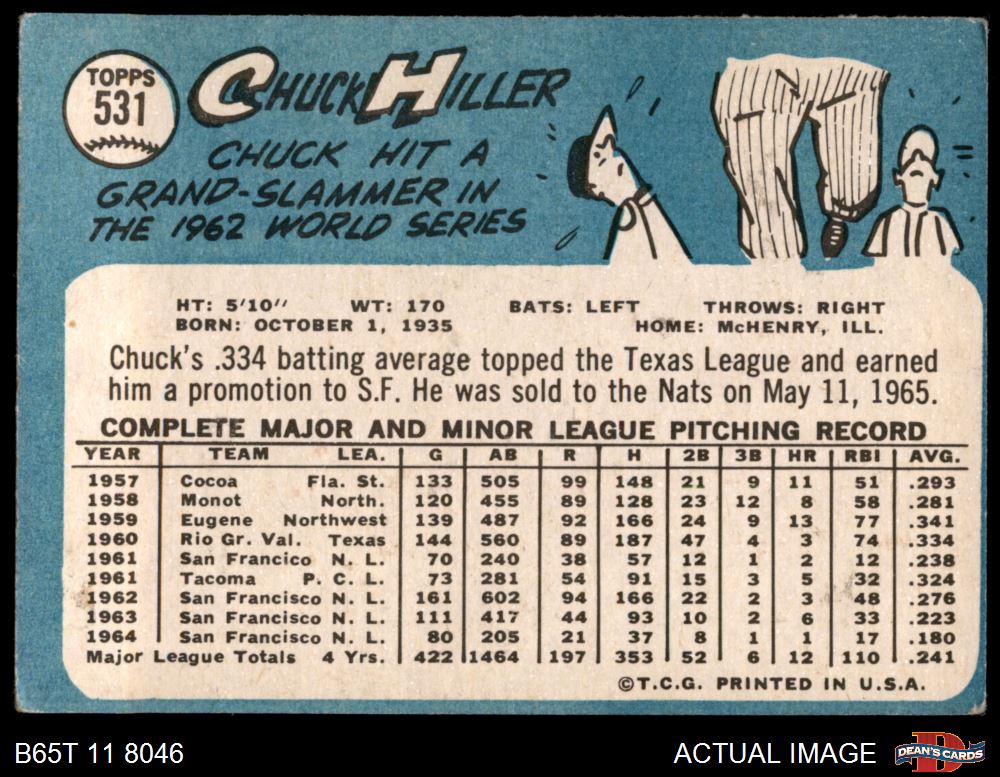 TOPPS
531
CHUCK HILLER
CHUCK HIT A
GRAND-SLAMMER IN
THE 1962 WORLD SERIES
HT: 5'10" WT: 170 BATS: LEFT THROWS: RIGHT
BORN: OCTOBER 1, 1935 HOME: McHENRY, ILL.
Chuck's .334 batting average topped the Texas League and earned
him a promotion to S.F. He was sold to the Nats on May 11, 1965.
COMPLETE MAJOR AND MINOR LEAGUE PITCHING RECORD
YEAR TEAM LEA. G AB R H 2B 3B HR RBI AVG.
1957 Cocoa Fla. St. 133 505 99 148 21 9 11 51 .293
1958 Monot North. 120 455 89 128 23 12 8 58 .281
1959 Eugene Northwest 139 487 92 166 24 9 13 77 .341
1960 Rio Gr. Val. Texas 144 560 89 187 47 4 3 74 .334
1961 San Francico N. L. 70 240 38 57 12 1 2 12 .238
1961 Tacoma P. C. L. 73 281 54 91 15 3 5 32 .324
1962 San Francisco N. L. 161 602 94 166 22 2 3 48 .276
1963 San Francisco N. L. 111 417 44 93 10 2 6 33 .223
1964 San Francisco N. L. 80 205 21 37 8 1 1 17 .180
Major League Totals 4 Yrs. 422 1464 197 353 52 6 12 110 .241
©T.C.G. PRINTED IN U.S.A.
B65T 11 8046 ACTUAL IMAGE DEAN'S CARDS